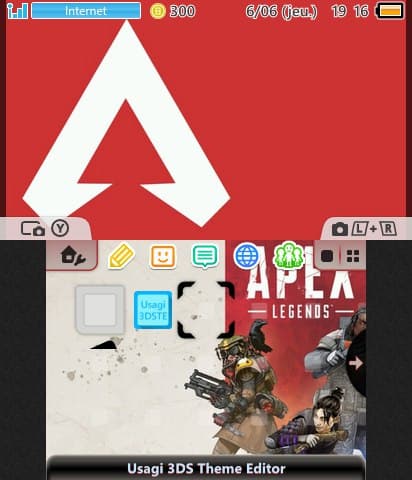 Internet 300 6/06 (jeu.) 19 16
Y L+R
Usagi
3DSTE
APEX
LEGENDS
Usagi 3DS Theme Editor